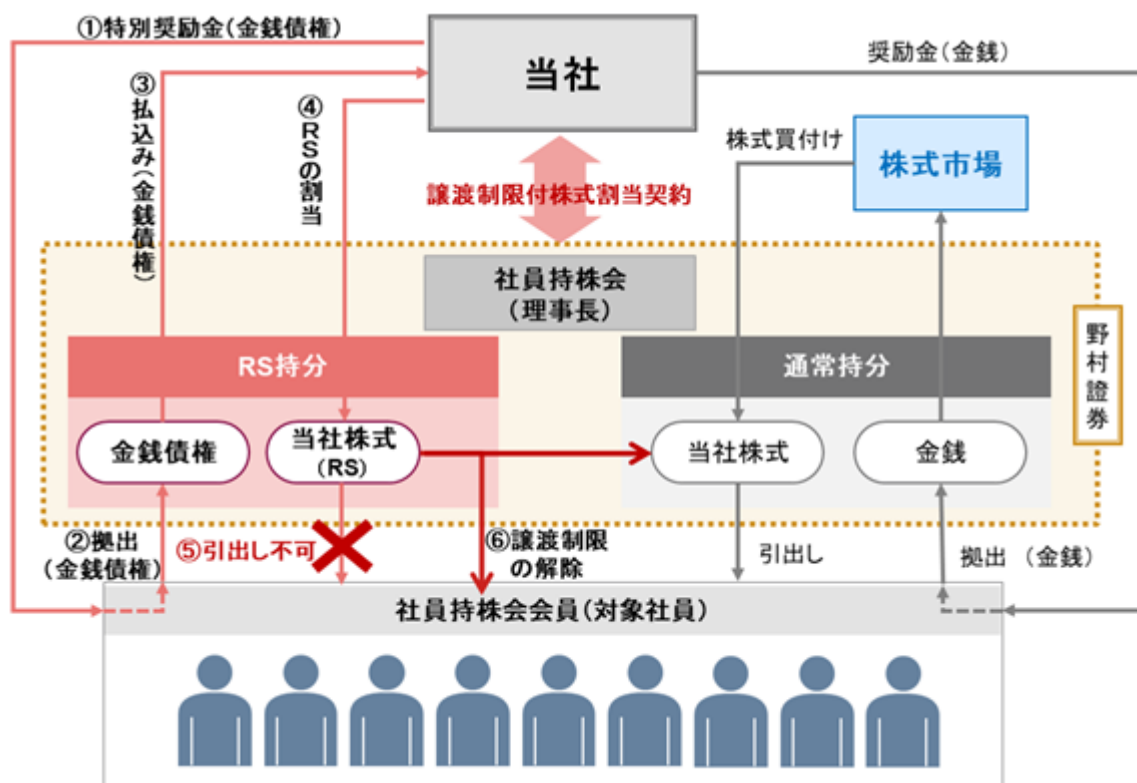 ①特別奨励金(金銭債権)
奨励金(金銭)
当社
③払込み(金銭債権)
④RSの割当
株式買付け
株式市場
譲渡制限付株式割当契約
社員持株会
(理事長)
野村證券
RS持分
通常持分
金銭債権
当社株式
(RS)
当社株式
金銭
②拠出
(金銭債権)
⑤引出し不可
⑥譲渡制限
の解除
引出し
拠出 (金銭)
社員持株会会員(対象社員)